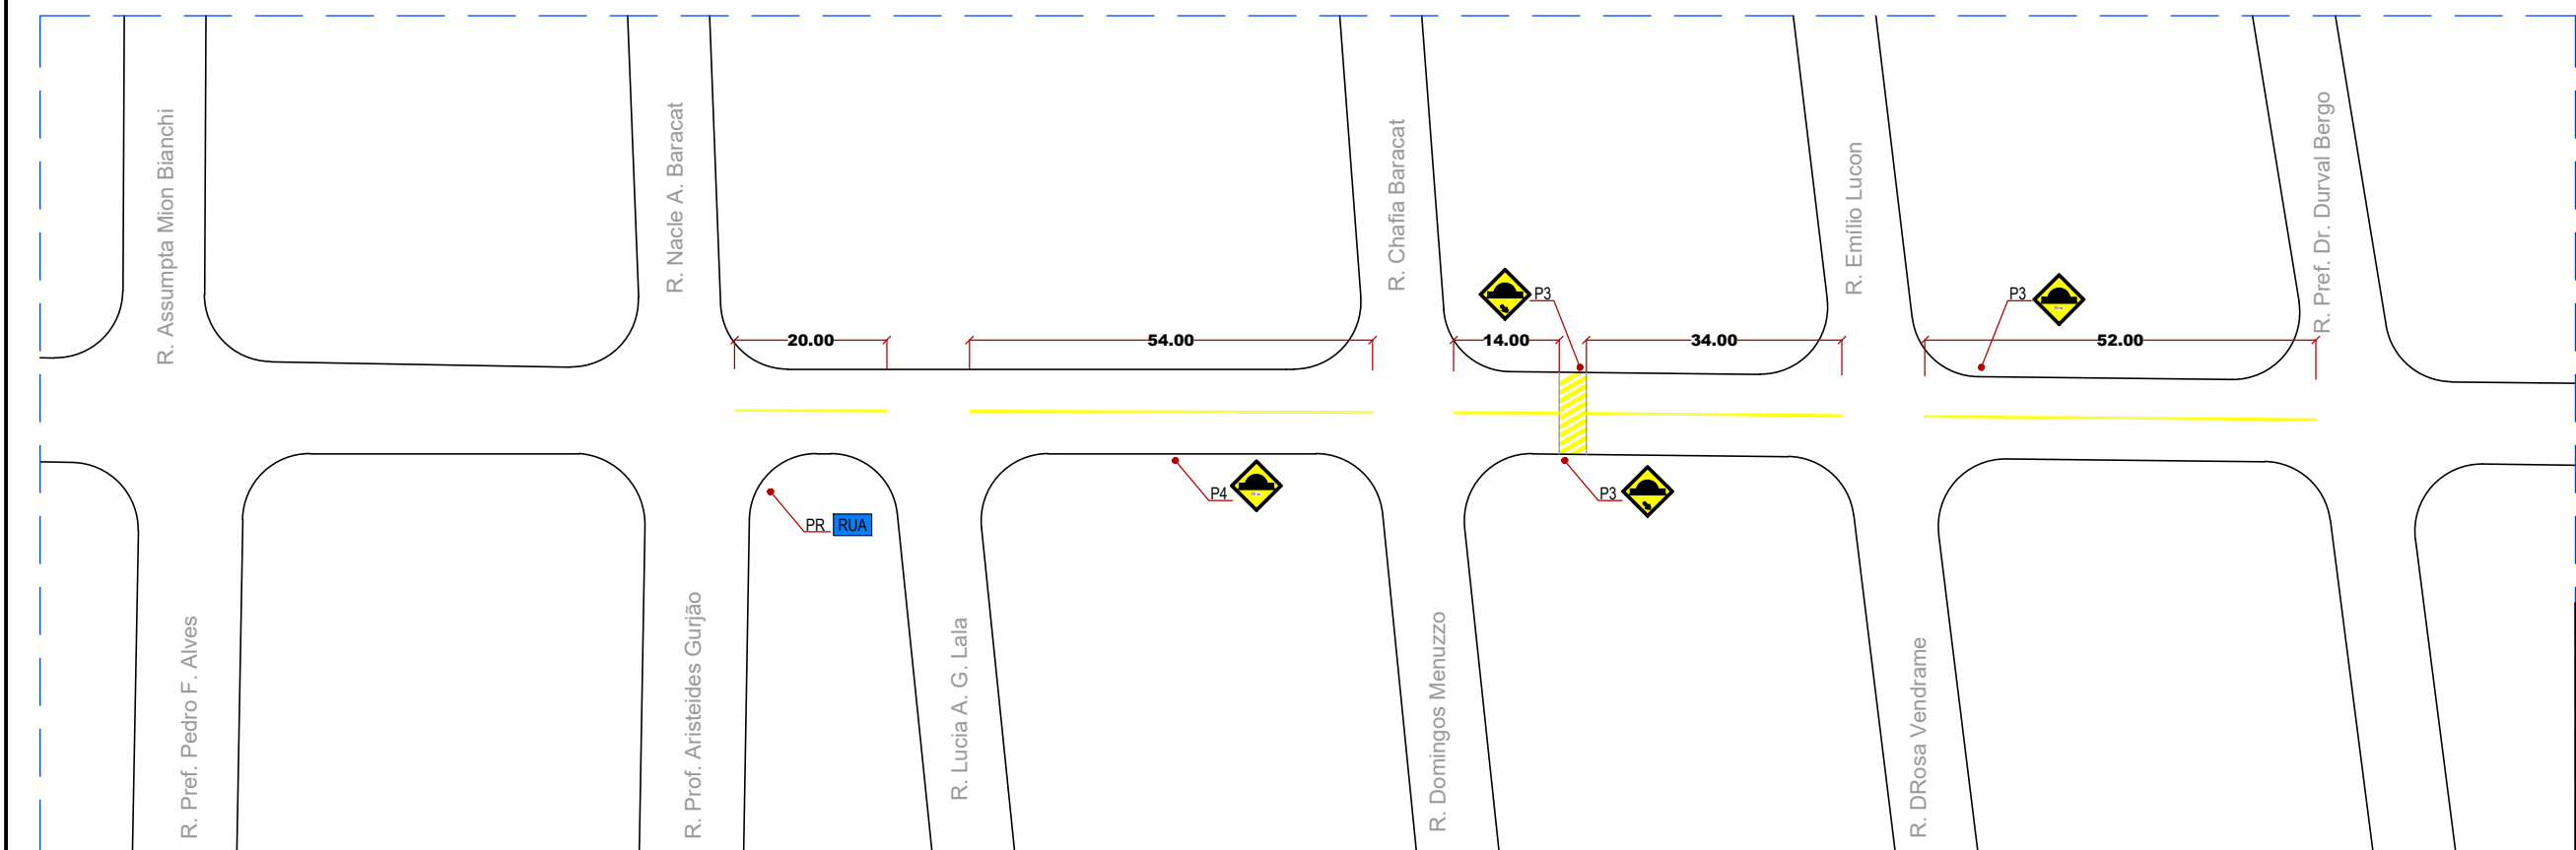 R. Assumpta Mion Bianchi
R. Nacle A. Baracat
R. Chafia Baracat
R. Emílio Lucon
R. Pref. Dr. Durval Bergo
P3
P3
20.00
54.00
14.00
34.00
52.00
P4
P3
PR
RUA
R. Pref. Pedro F. Alves
R. Prof. Aristeides Gurjão
R. Lucia A. G. Lala
R. Domingos Menuzzo
R. DRosa Vendrame